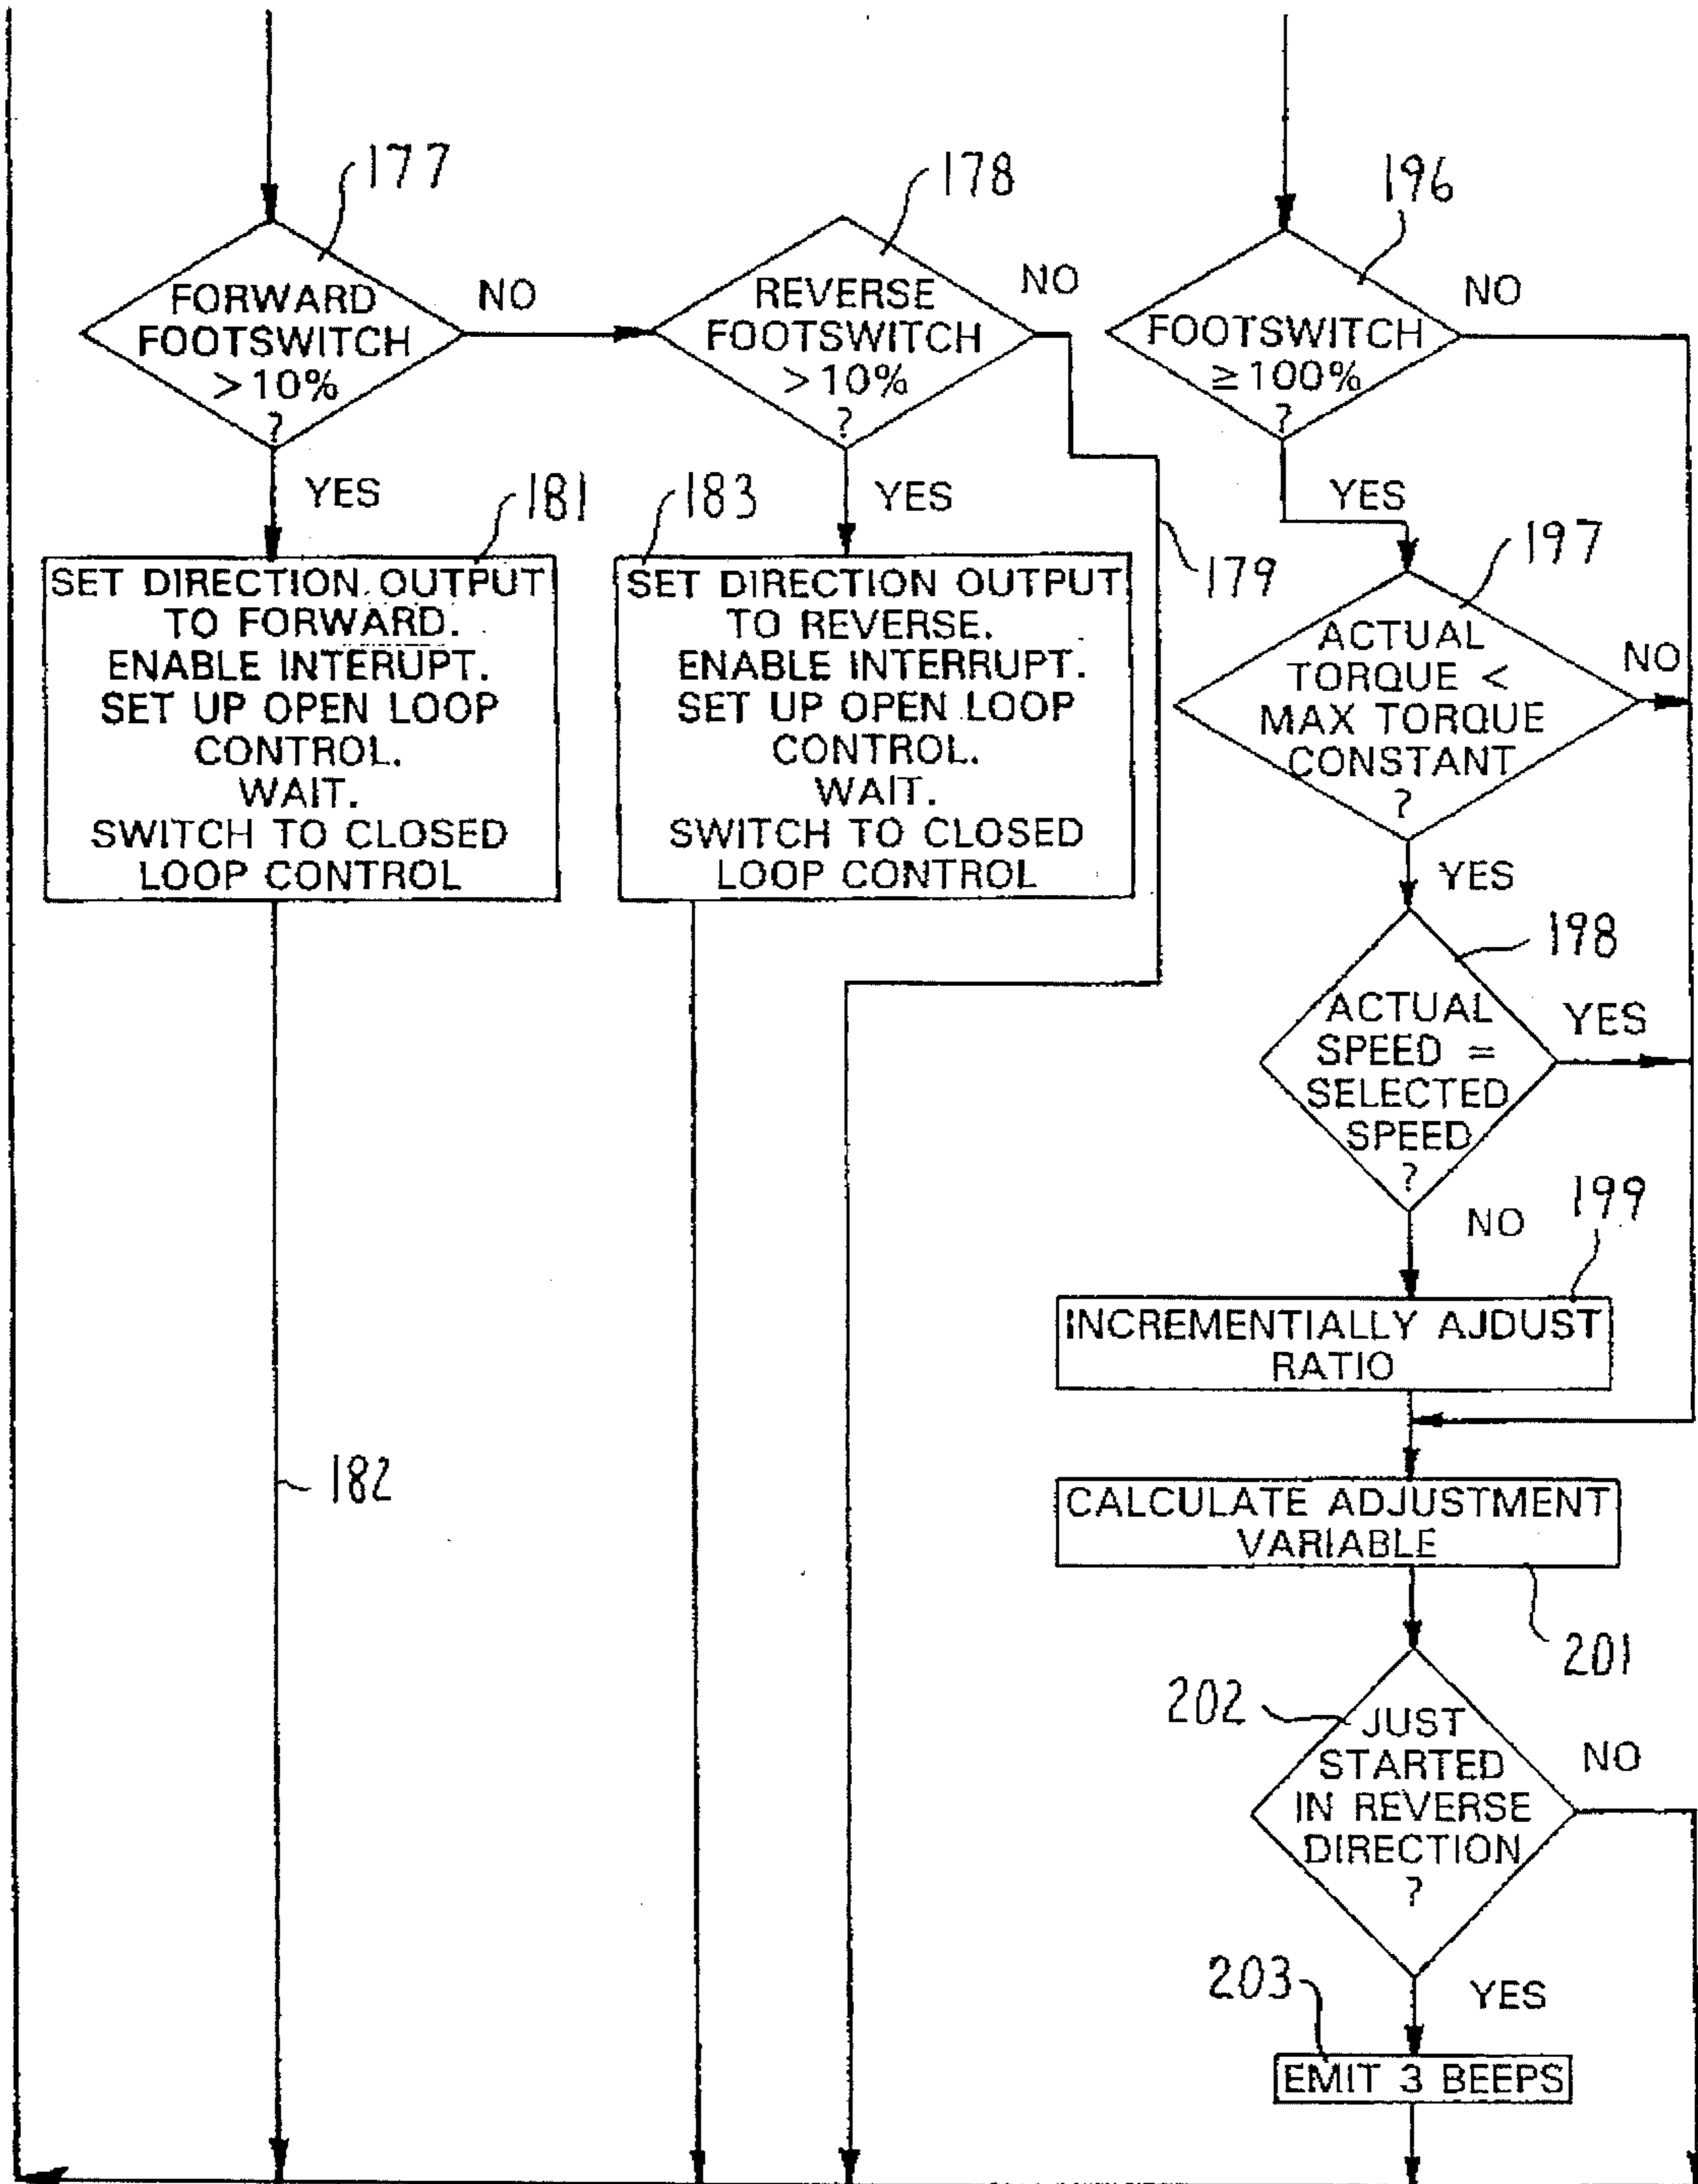 177
FORWARD
FOOTSWITCH
>10%
?
NO
YES
178
REVERSE
FOOTSWITCH
>10%
?
NO
YES
179
181
SET DIRECTION OUTPUT
TO FORWARD.
ENABLE INTERUPT.
SET UP OPEN LOOP
CONTROL.
WAIT.
SWITCH TO CLOSED
LOOP CONTROL
182
183
SET DIRECTION OUTPUT
TO REVERSE.
ENABLE INTERRUPT.
SET UP OPEN LOOP
CONTROL.
WAIT.
SWITCH TO CLOSED
LOOP CONTROL
196
FOOTSWITCH
≥100%
?
NO
YES
197
ACTUAL
TORQUE <
MAX TORQUE
CONSTANT
?
NO
YES
198
ACTUAL
SPEED =
SELECTED
SPEED
?
YES
NO
199
INCREMENTIALLY AJDUST
RATIO
CALCULATE ADJUSTMENT
VARIABLE
201
202
JUST
STARTED
IN REVERSE
DIRECTION
?
NO
YES
203
EMIT 3 BEEPS